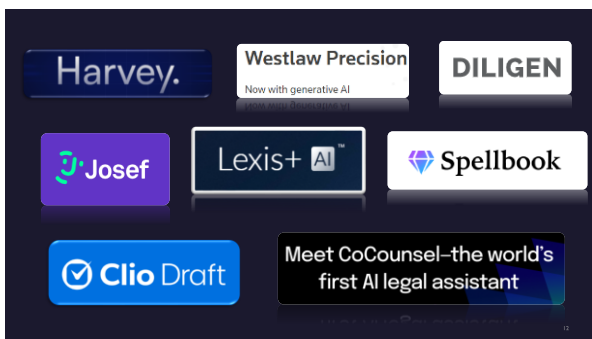 Harvey.
Westlaw Precision
Now with generative AI
DILIGEN
Josef
Lexis+ AI™
Spellbook
Clio Draft
Meet CoCounsel—the world's
first AI legal assistant
12